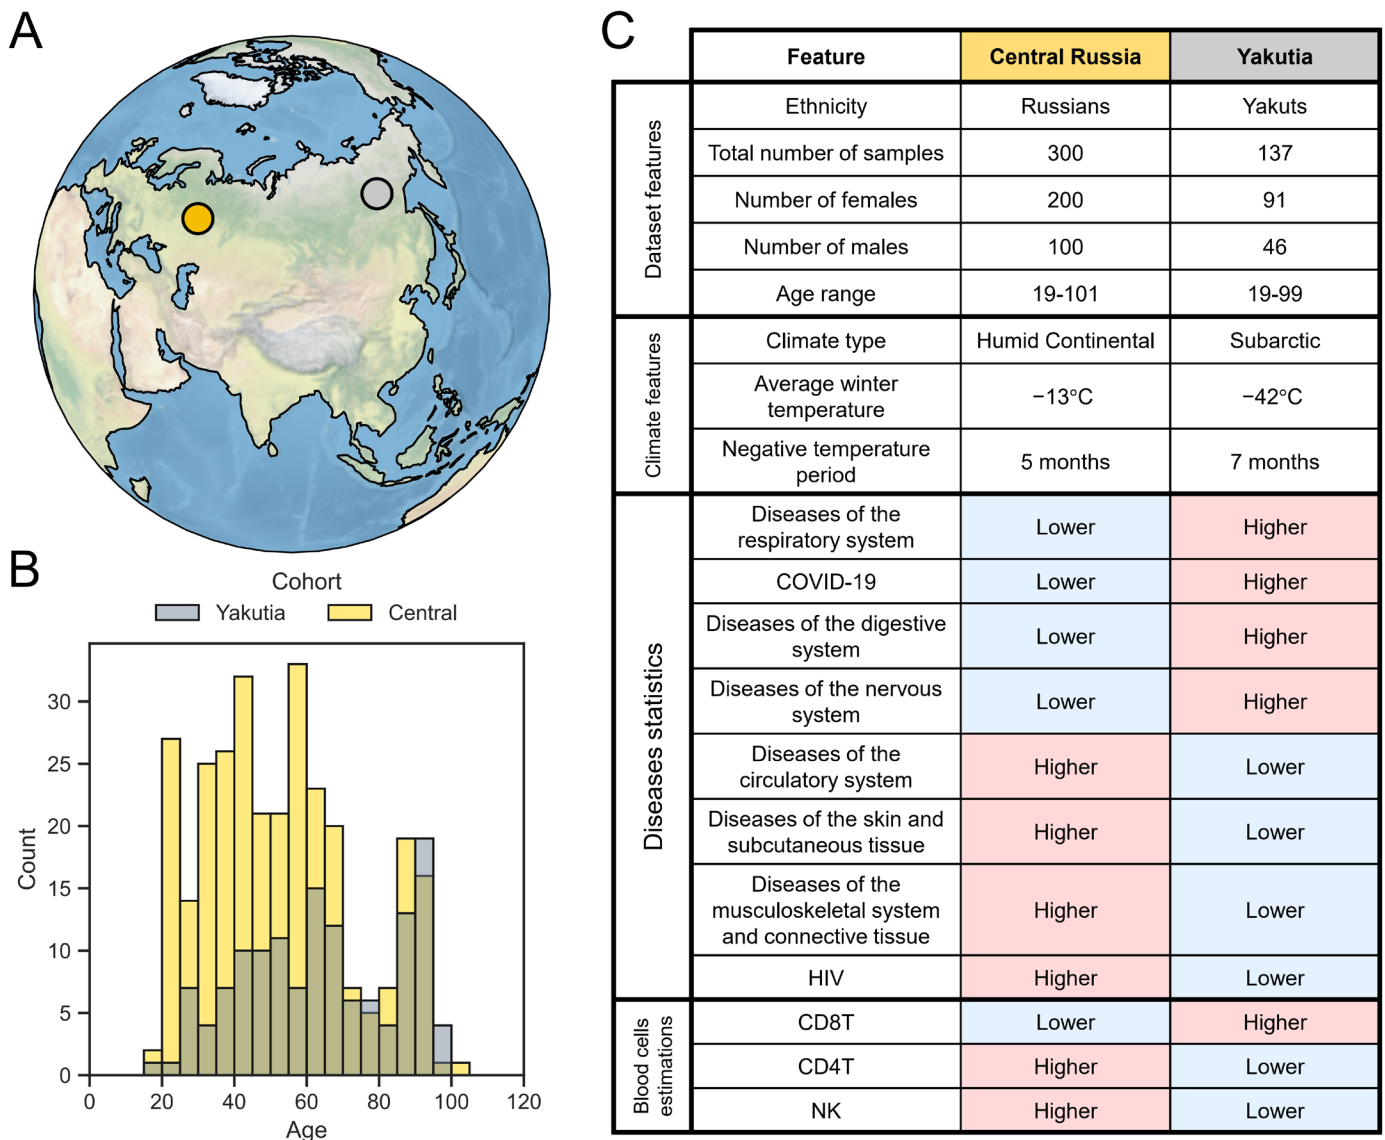 A
B
Cohort
Yakutia
Central
Count
30
25
20
15
10
5
0
0
20
40
60
80
100
120
Age
C
Feature
Central Russia
Yakutia
Dataset features
Ethnicity
Russians
Yakuts
Total number of samples
300
137
Number of females
200
91
Number of males
100
46
Age range
19-101
19-99
Climate features
Climate type
Humid Continental
Subarctic
Average winter
temperature
−13°C
−42°C
Negative temperature
period
5 months
7 months
Diseases statistics
Diseases of the
respiratory system
Lower
Higher
COVID-19
Lower
Higher
Diseases of the digestive
system
Lower
Higher
Diseases of the nervous
system
Lower
Higher
Diseases of the
circulatory system
Higher
Lower
Diseases of the skin and
subcutaneous tissue
Higher
Lower
Diseases of the
musculoskeletal system
and connective tissue
Higher
Lower
HIV
Higher
Lower
Blood cells
estimations
CD8T
Lower
Higher
CD4T
Higher
Lower
NK
Higher
Lower